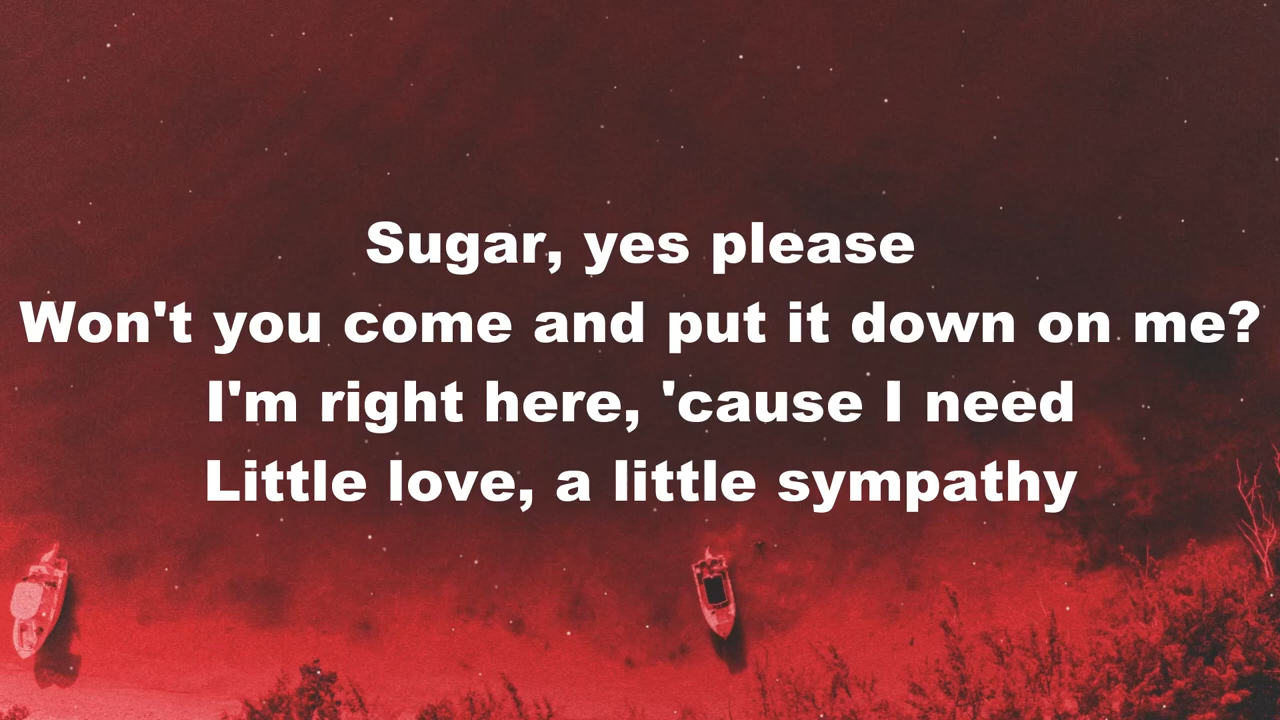 Sugar, yes please
Won't you come and put it down on me?
I'm right here, 'cause I need
Little love, a little sympathy